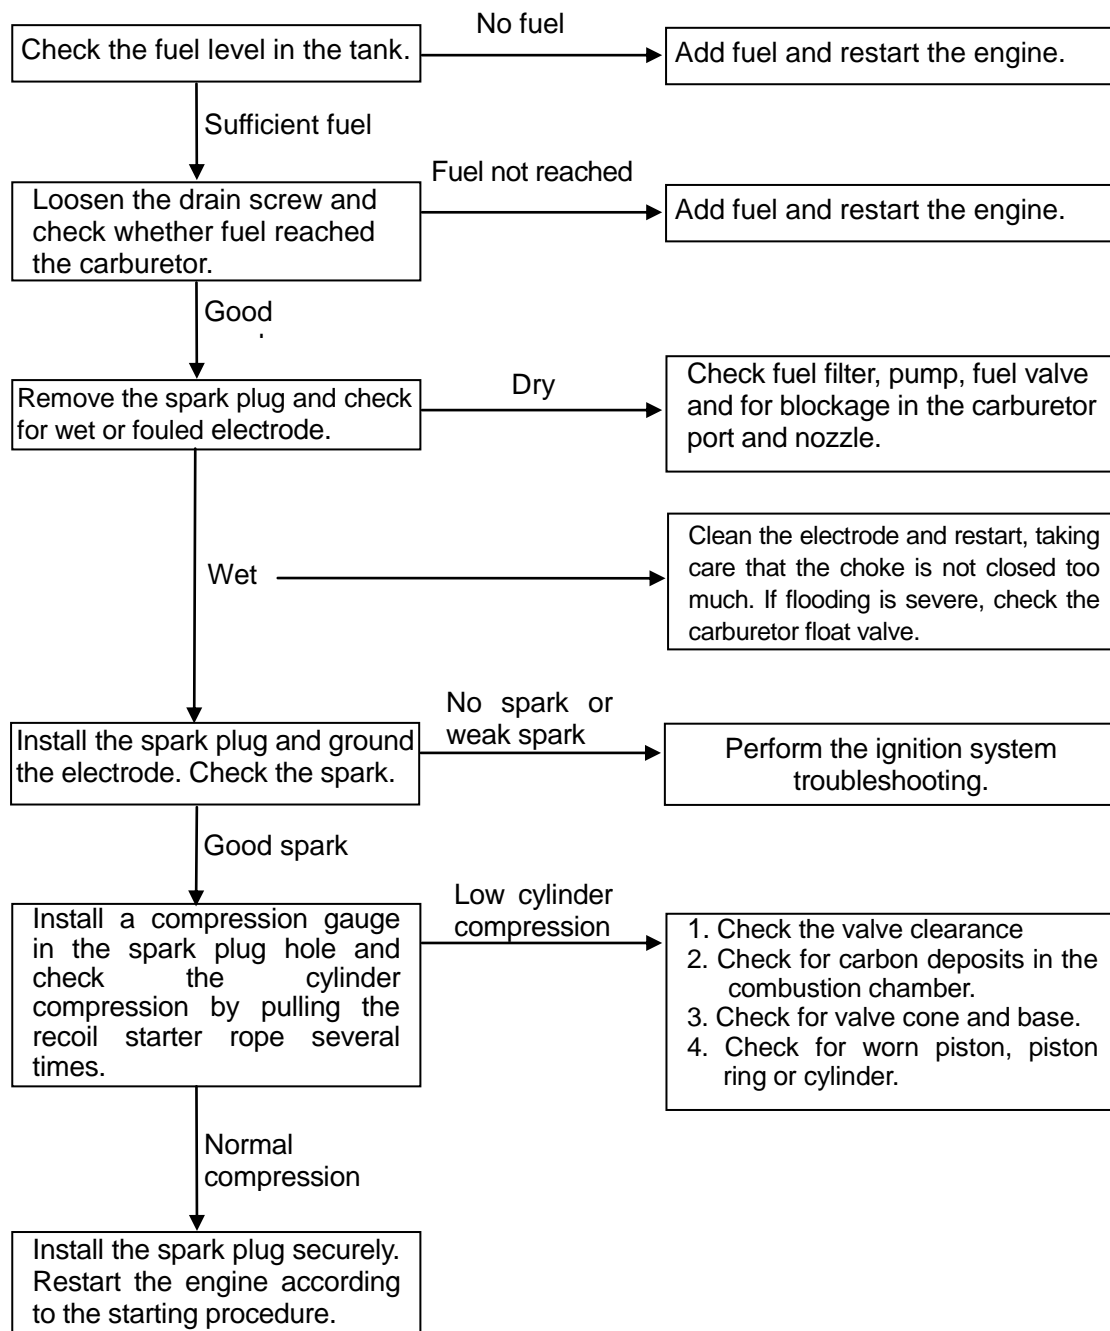 Check the fuel level in the tank.
No fuel
Add fuel and restart the engine.
Sufficient fuel
Loosen the drain screw and
check whether fuel reached
the carburetor.
Fuel not reached
Add fuel and restart the engine.
Good
Remove the spark plug and check
for wet or fouled electrode.
Dry
Check fuel filter, pump, fuel valve
and for blockage in the carburetor
port and nozzle.
Wet
Clean the electrode and restart, taking
care that the choke is not closed too
much. If flooding is severe, check the
carburetor float valve.
Install the spark plug and ground
the electrode. Check the spark.
No spark or
weak spark
Perform the ignition system
troubleshooting.
Good spark
Install a compression gauge
in the spark plug hole and
check the cylinder
compression by pulling the
recoil starter rope several
times.
Low cylinder
compression
1. Check the valve clearance
2. Check for carbon deposits in the
combustion chamber.
3. Check for valve cone and base.
4. Check for worn piston, piston
ring or cylinder.
Normal
compression
Install the spark plug securely.
Restart the engine according
to the starting procedure.